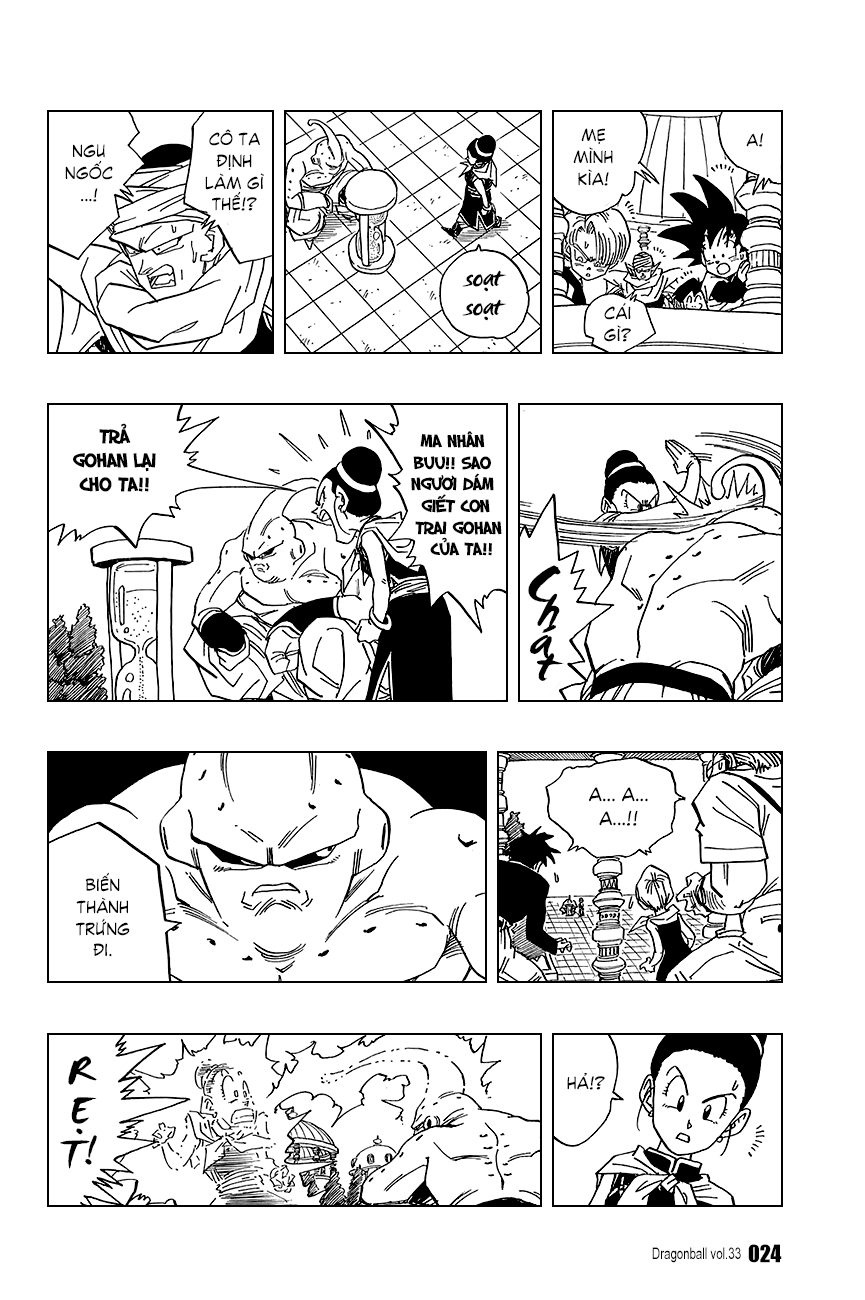 A!
MẸ
MÌNH
KÌA!
CÁI
GÌ?
soạt
soạt
CÔ TA
ĐỊNH
LÀM GÌ
THẾ!?
NGU
NGỐC
...!
Chát
MA NHÂN
BUU!! SAO
NGƯƠI DÁM
GIẾT CON
TRAI GOHAN
CỦA TA!!
TRẢ
GOHAN LẠI
CHO TA!!
A... A...
A...!!
BIẾN
THÀNH
TRỨNG
ĐI.
HẢ!?
RẸT!
Dragonball vol.33 024